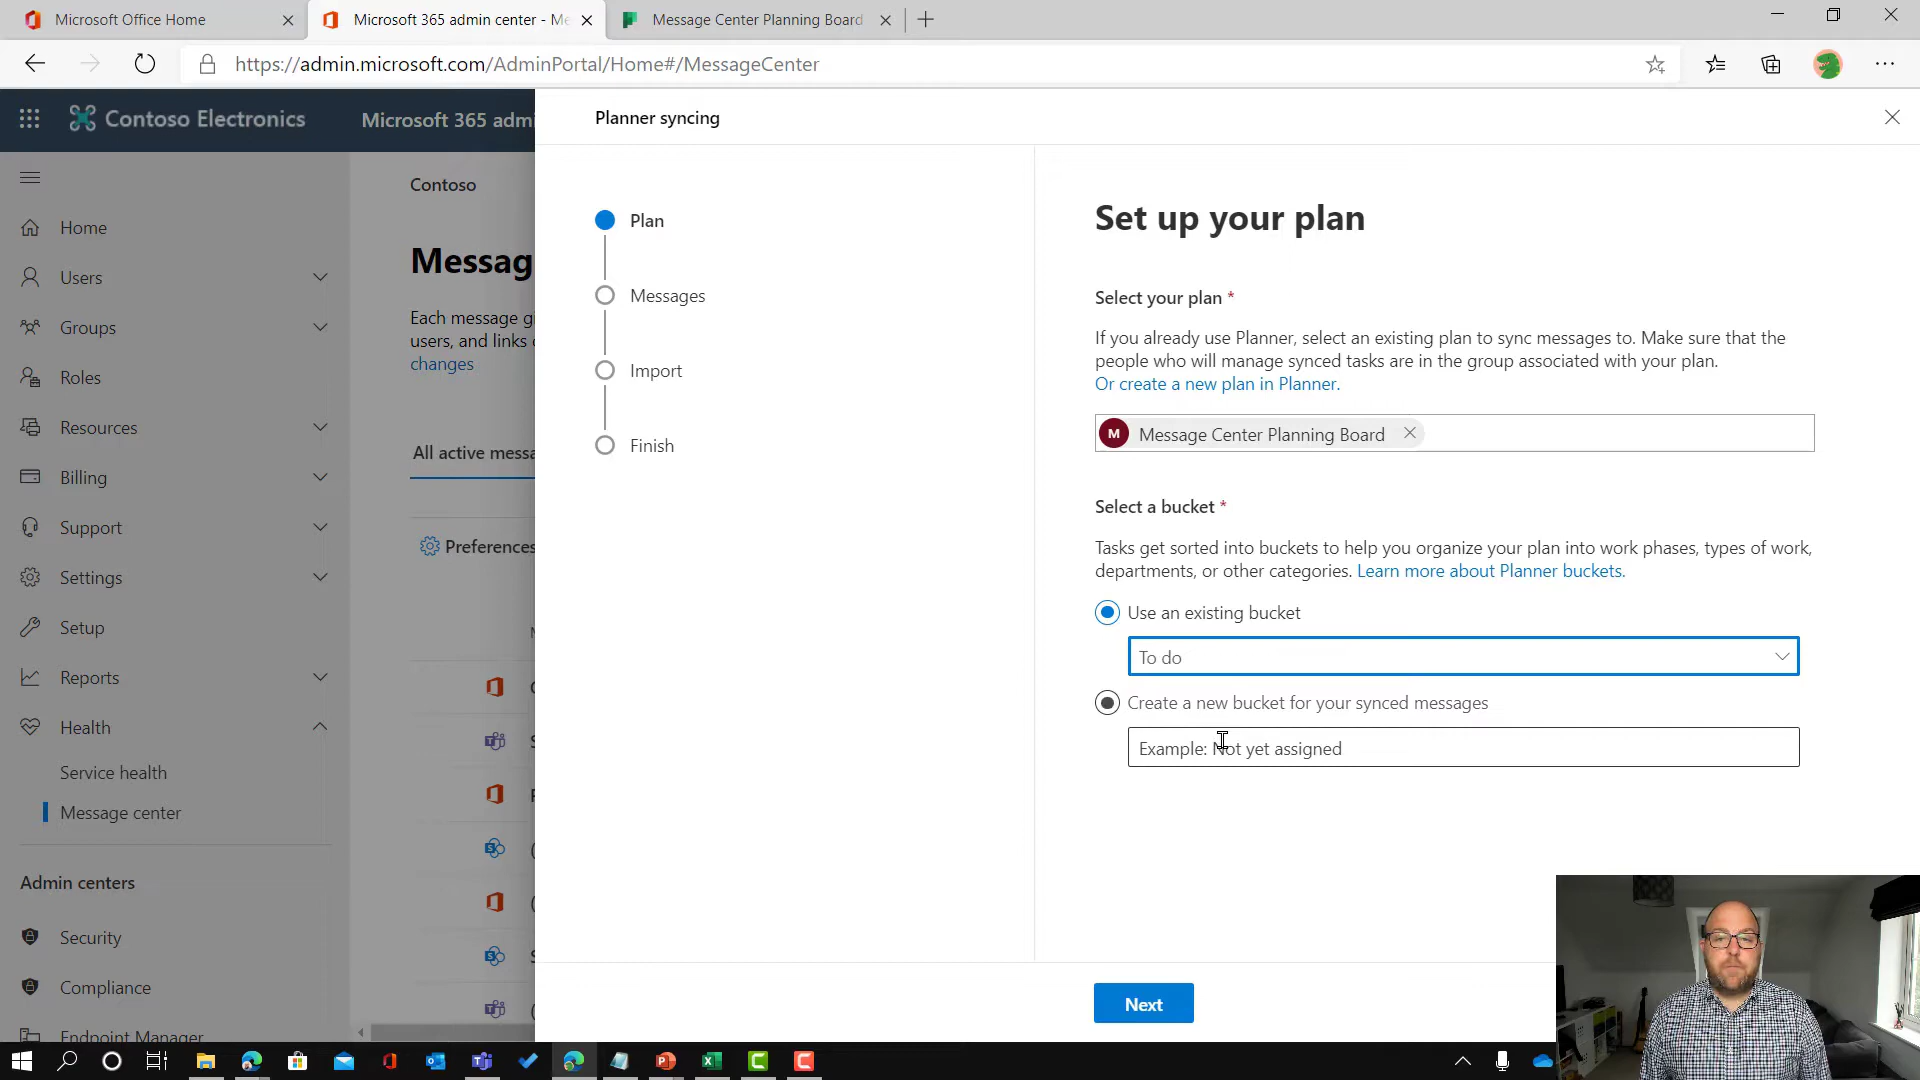 Microsoft Office Home
Microsoft 365 admin center - Me
Message Center Planning Board
https://admin.microsoft.com/AdminPortal/Home#/MessageCenter
Contoso Electronics
Microsoft 365 admi
Planner syncing
Home
Users
Groups
Roles
Resources
Billing
Support
Settings
Setup
Reports
Health
Service health
Message center
Admin centers
Security
Compliance
Endpoint Manager
Contoso
Messag
Each message gi
users, and links
changes
All active messa
Preferences
Plan
Messages
Import
Finish
Set up your plan
Select your plan *
If you already use Planner, select an existing plan to sync messages to. Make sure that the
people who will manage synced tasks are in the group associated with your plan.
Or create a new plan in Planner.
M
Message Center Planning Board
Select a bucket *
Tasks get sorted into buckets to help you organize your plan into work phases, types of work,
departments, or other categories. Learn more about Planner buckets.
Use an existing bucket
To do
Create a new bucket for your synced messages
Example: Not yet assigned
Next